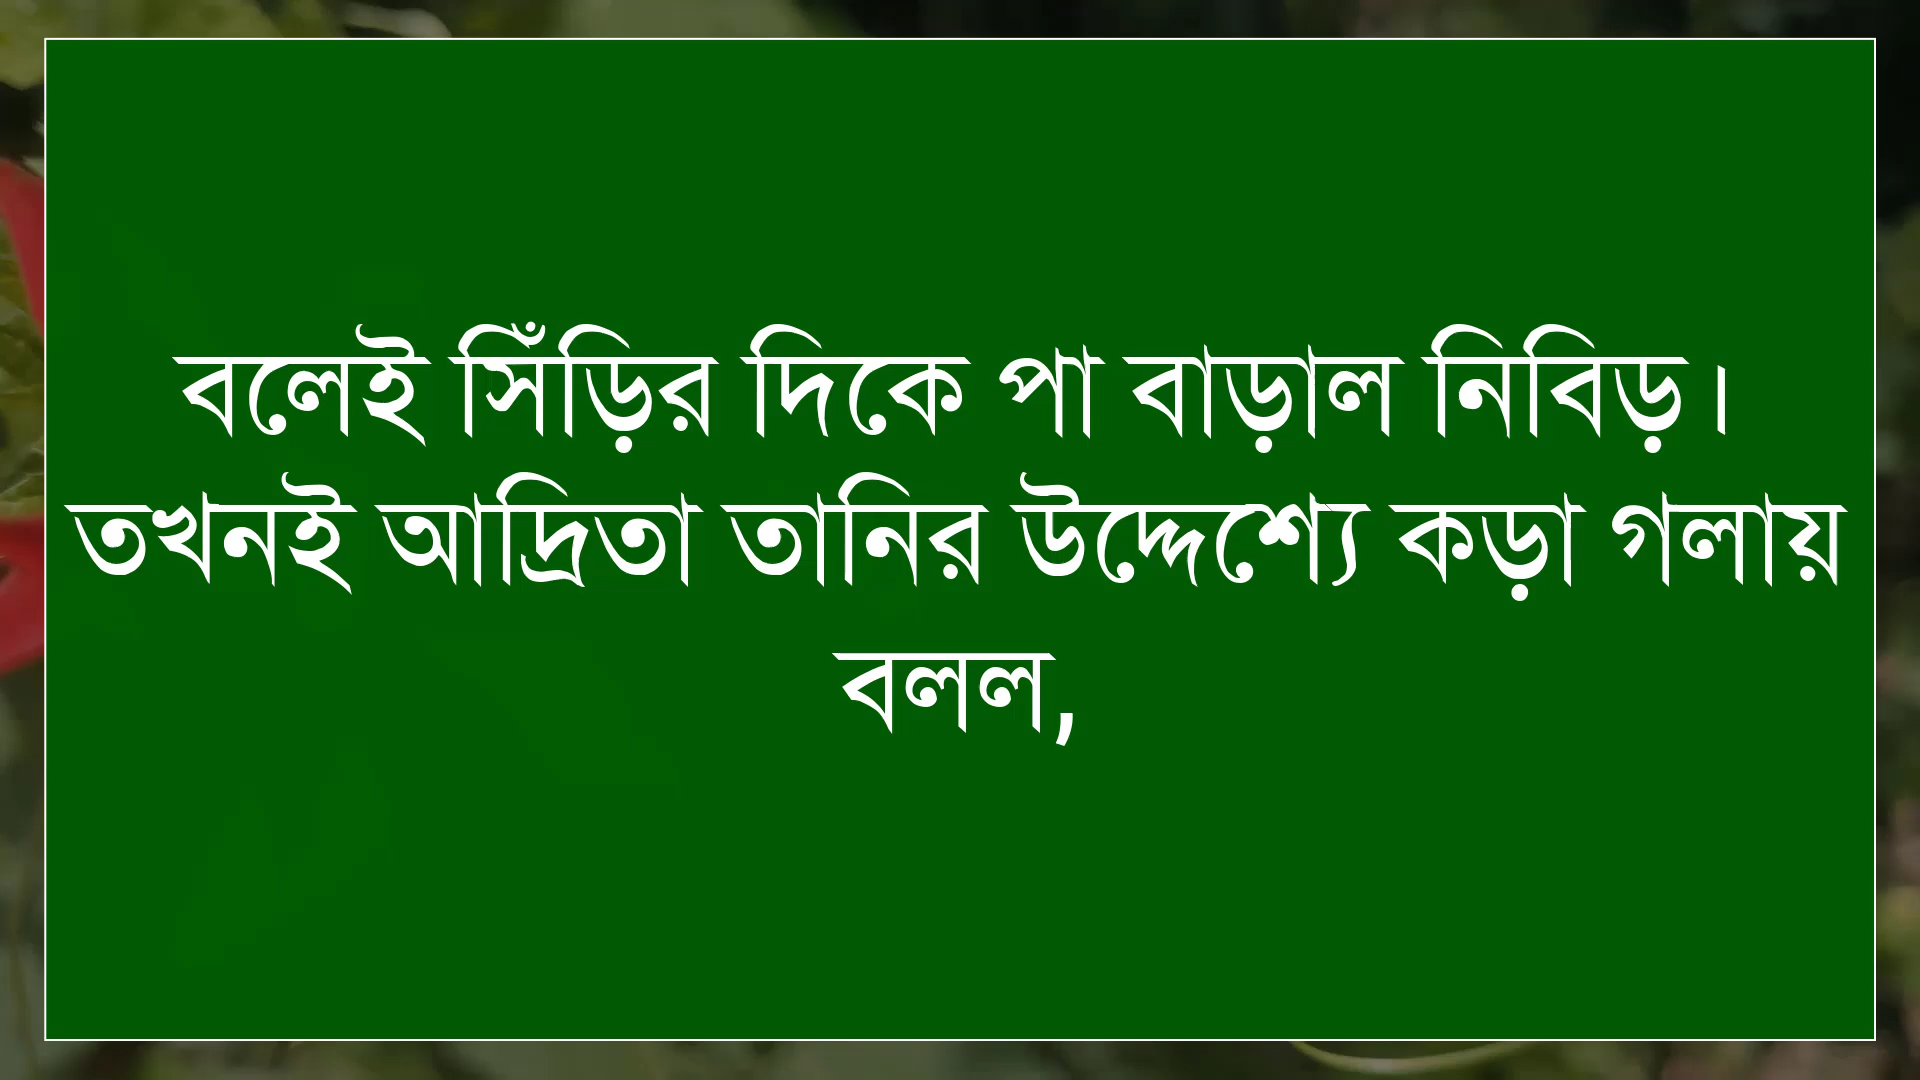 বলেই সিঁড়ির দিকে পা বাড়াল নিবিড়।
তখনই আদ্রিতা তানির উদ্দেশ্যে কড়া গলায়
বলল,